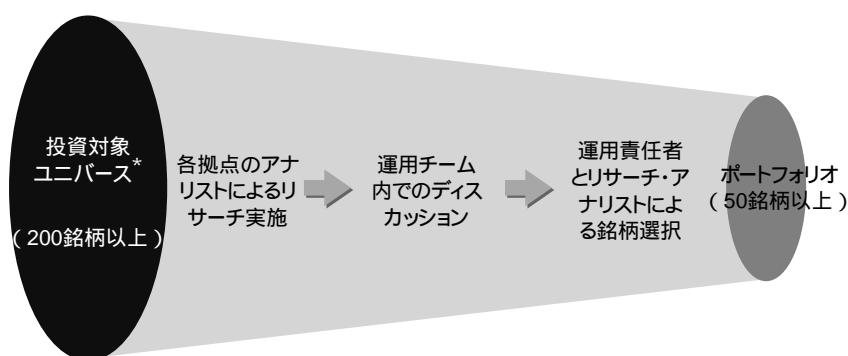 投資対象
ユニバース*
（200銘柄以上）
各拠点のアナ
リストによるリ
サーチ実施
運用チーム
内でのディス
カッション
運用責任者
とリサーチ・ア
ナリストによ
る銘柄選択
ポートフォリオ
（50銘柄以上）